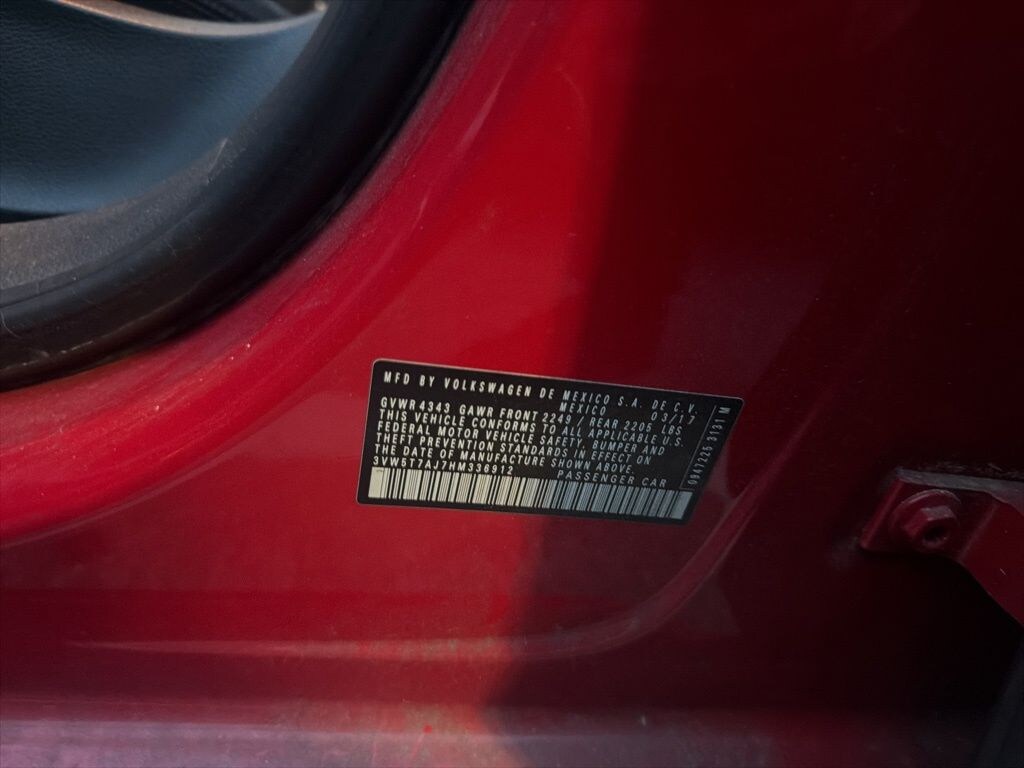 MFD BY VOLKSWAGEN DE MEXICO S.A. DE C.V.
MEXICO 03/17
GVWR 4343 GAWR FRONT 2249 / REAR 2205 LBS
THIS VEHICLE CONFORMS TO ALL APPLICABLE U.S.
FEDERAL MOTOR VEHICLE SAFETY, BUMPER AND
THEFT PREVENTION STANDARDS IN EFFECT ON
THE DATE OF MANUFACTURE SHOWN ABOVE.
3VW5T7AJ7HM336912 PASSENGER CAR
0947225 3131 M